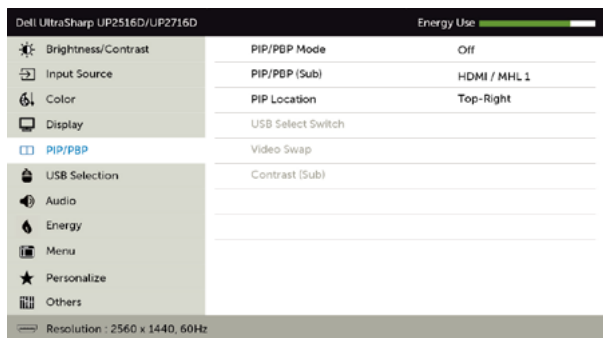 Dell UltraSharp UP2516D/UP2716D Energy Use
Brightness/Contrast
Input Source
Color
Display
PIP/PBP
USB Selection
Audio
Energy
Menu
Personalize
Others
PIP/PBP Mode Off
PIP/PBP (Sub) HDMI / MHL 1
PIP Location Top-Right
USB Select Switch
Video Swap
Contrast (Sub)
Resolution : 2560 x 1440, 60Hz